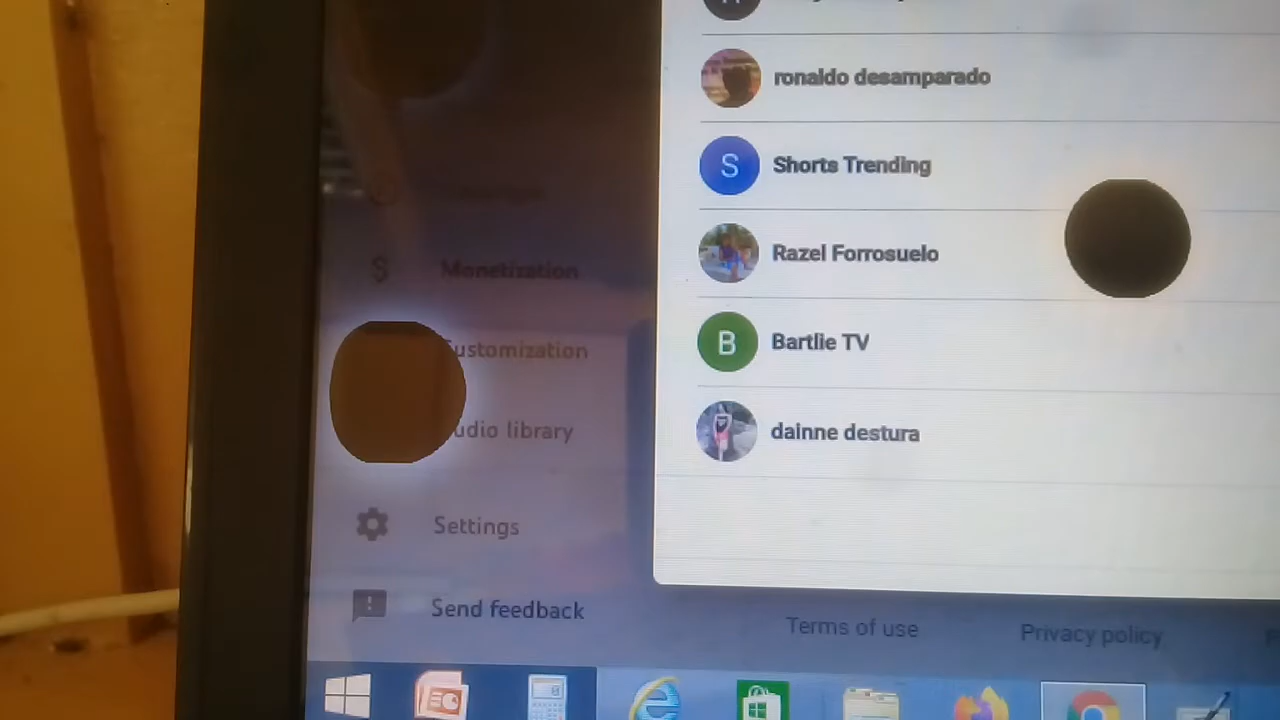 ronaldo desamparado
S Shorts Trending
Razel Forrosuelo
B Bartlie TV
dainne destura
$ Monetization
ustomization
udio library
Settings
Send feedback
Terms of use
Privacy policy